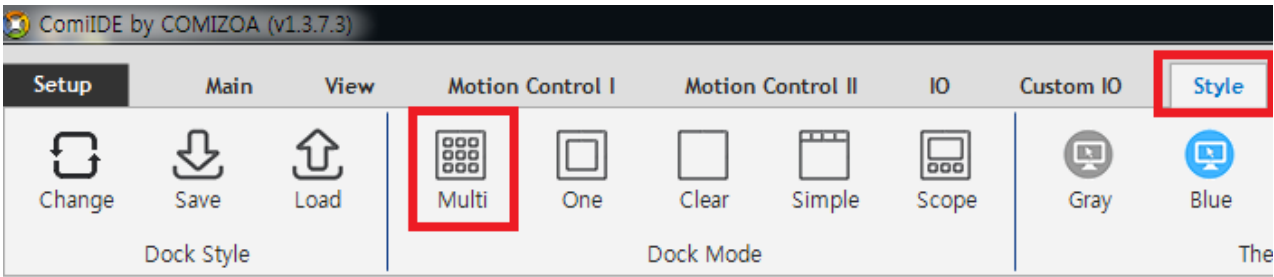 ComiIDE by COMIZOA (v1.3.7.3)
Setup Main View Motion Control I Motion Control II IO Custom IO Style
Change Save Load Multi One Clear Simple Scope Gray Blue
Dock Style Dock Mode The